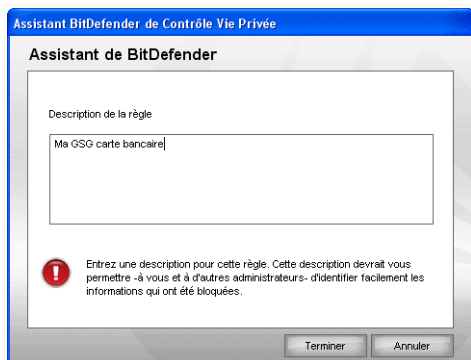 Assistant BitDefender de Contrôle Vie Privée
Assistant de BitDefender
Description de la règle
Ma GSG carte bancaire
Entrez une description pour cette règle. Cette description devrait vous
permettre -à vous et à d'autres administrateurs- d'identifier facilement les
informations qui ont été bloquées.
Terminer Annuler